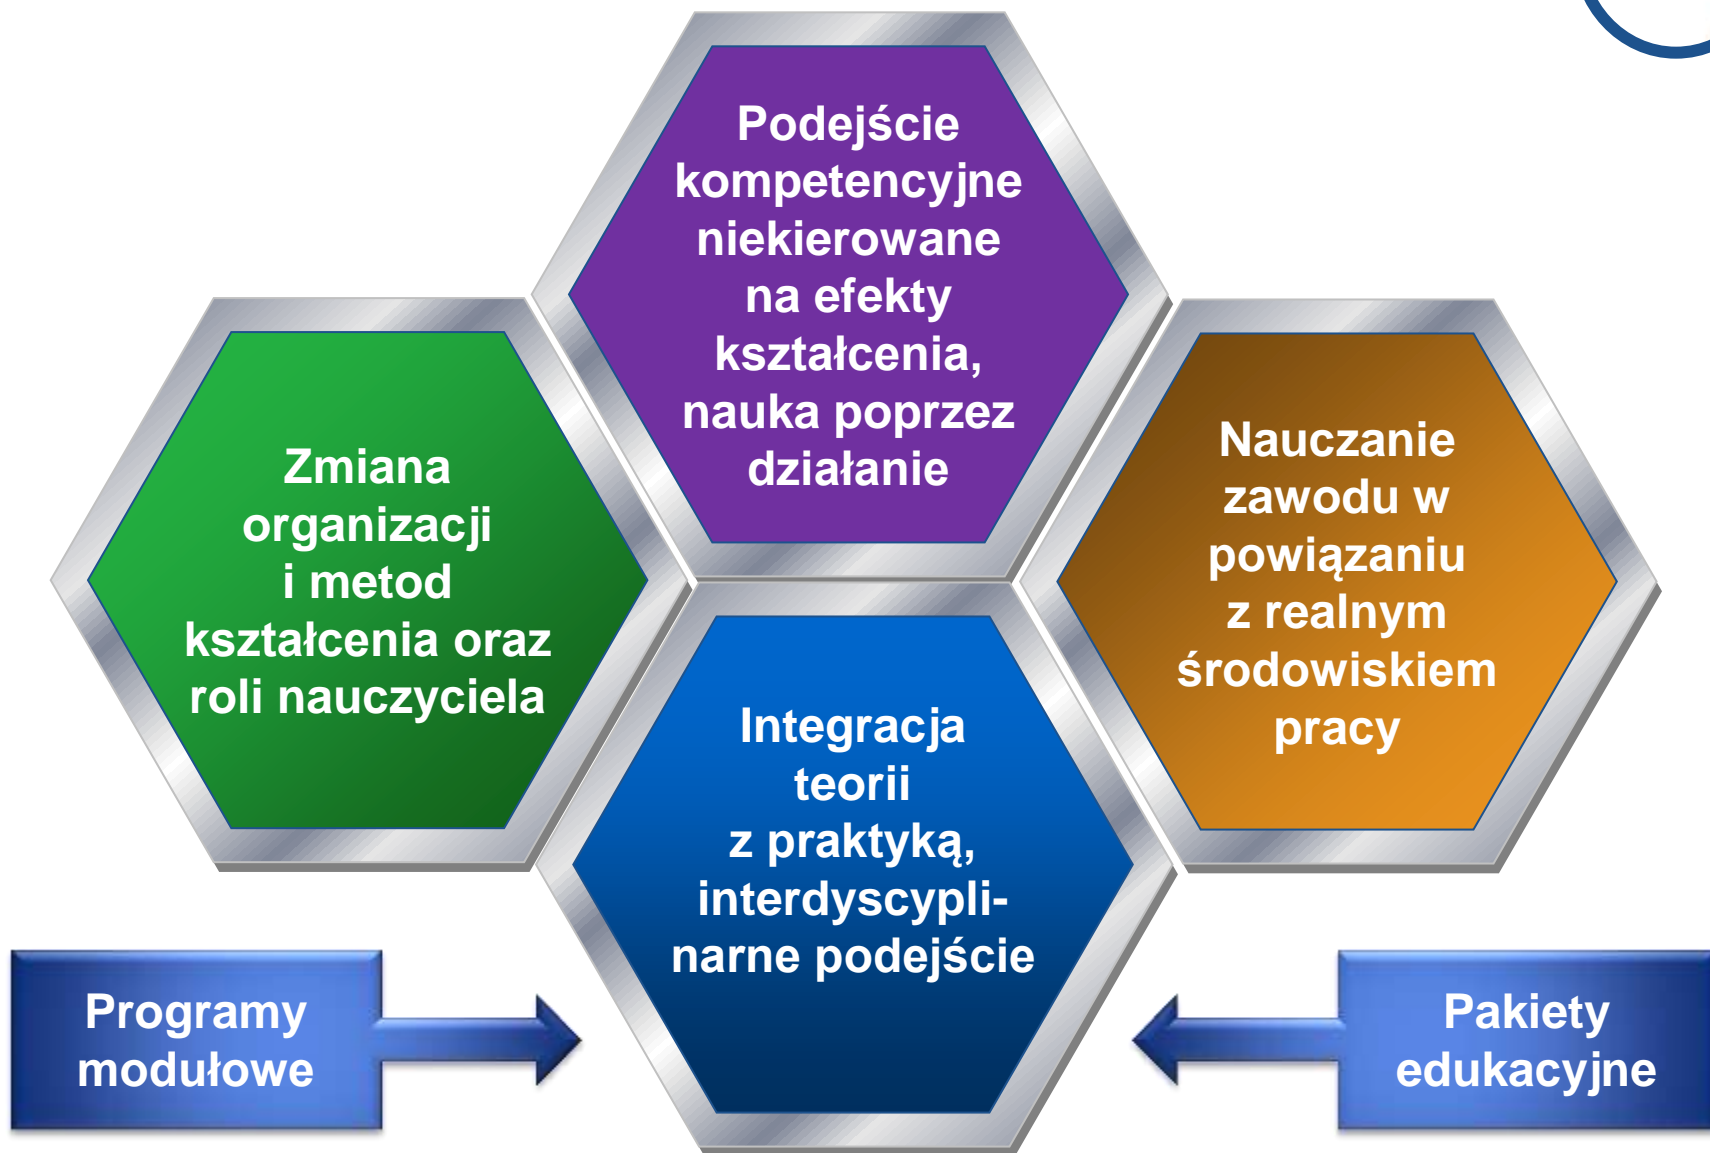 Podejście
kompetencyjne
niekierowane
na efekty
kształcenia,
nauka poprzez
działanie
Zmiana
organizacji
i metod
kształcenia oraz
roli nauczyciela
Nauczanie
zawodu w
powiązaniu
z realnym
środowiskiem
pracy
Integracja
teorii
z praktyką,
interdyscypli-
narne podejście
Programy
modułowe
Pakiety
edukacyjne